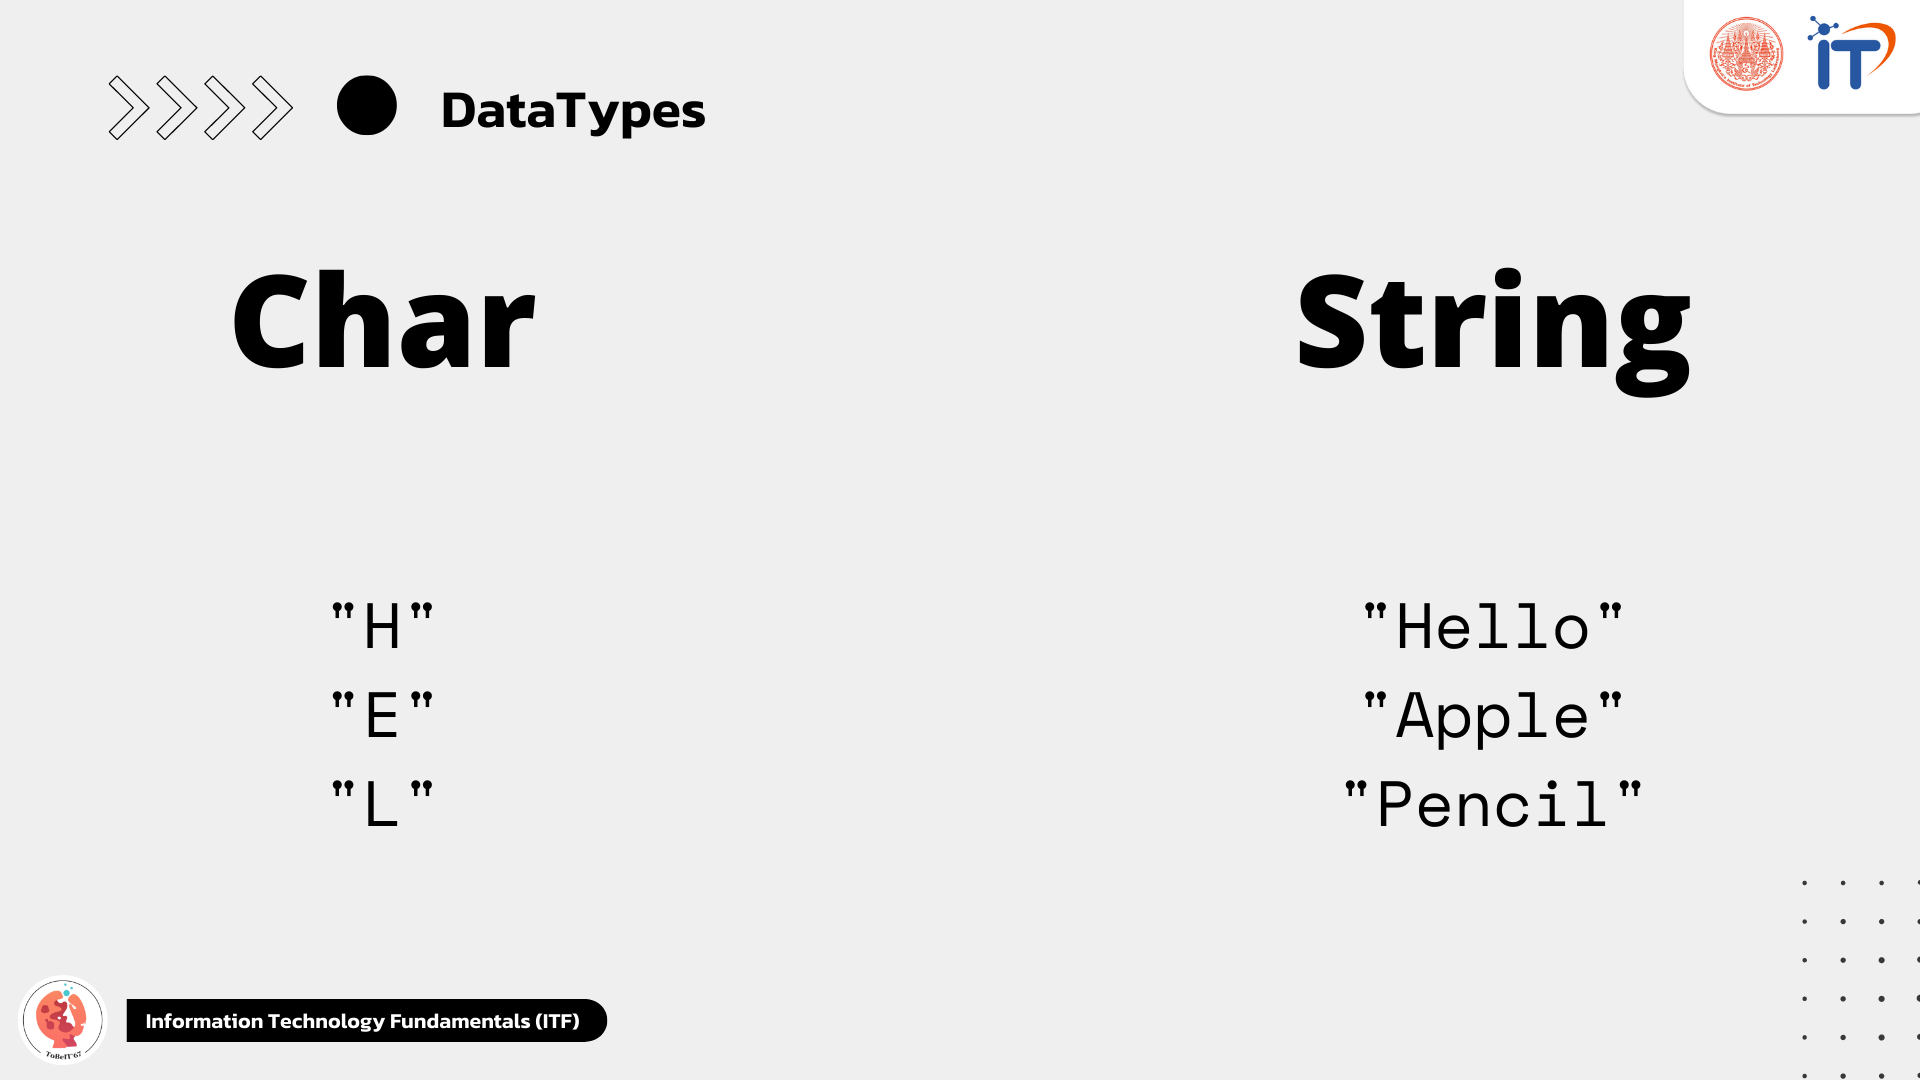 DataTypes
IT
Char
String
"H"
"E"
"L"
"Hello"
"Apple"
"Pencil"
ToBeIT'67
Information Technology Fundamentals (ITF)